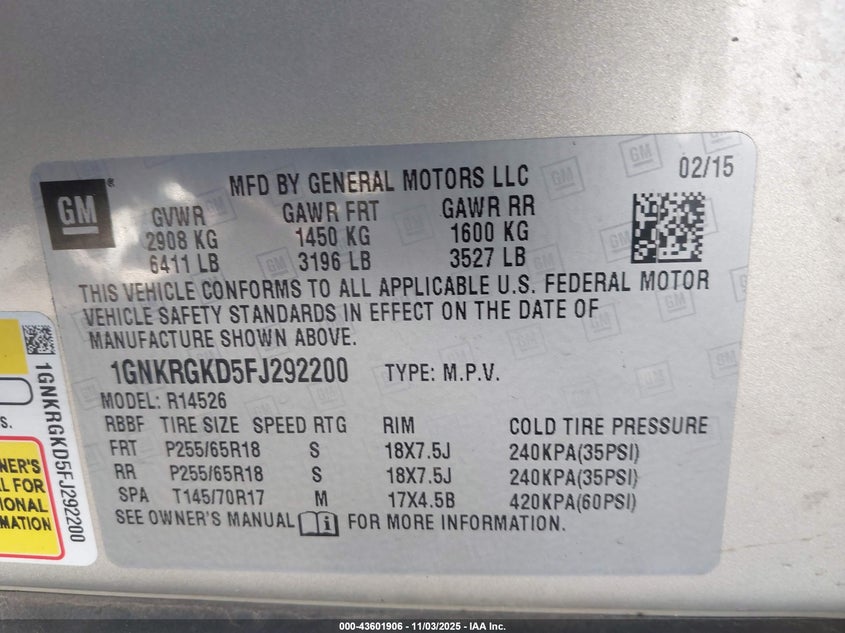 GM
®
MFD BY GENERAL MOTORS LLC
02/15
GVWR GAWR FRT GAWR RR
2908 KG 1450 KG 1600 KG
6411 LB 3196 LB 3527 LB
THIS VEHICLE CONFORMS TO ALL APPLICABLE U.S. FEDERAL MOTOR
VEHICLE SAFETY STANDARDS IN EFFECT ON THE DATE OF
MANUFACTURE SHOWN ABOVE.
1GNKRGKD5FJ292200 TYPE: M.P.V.
MODEL: R14526
RBBF TIRE SIZE SPEED RTG RIM COLD TIRE PRESSURE
FRT P255/65R18 S 18X7.5J 240KPA(35PSI)
RR P255/65R18 S 18X7.5J 240KPA(35PSI)
SPA T145/70R17 M 17X4.5B 420KPA(60PSI)
SEE OWNER'S MANUAL i FOR MORE INFORMATION.
1GNKRGKD5FJ292200
S.
NER'S
L FOR
IONAL
MATION
000-43601906 - 11/03/2025 - IAA Inc.